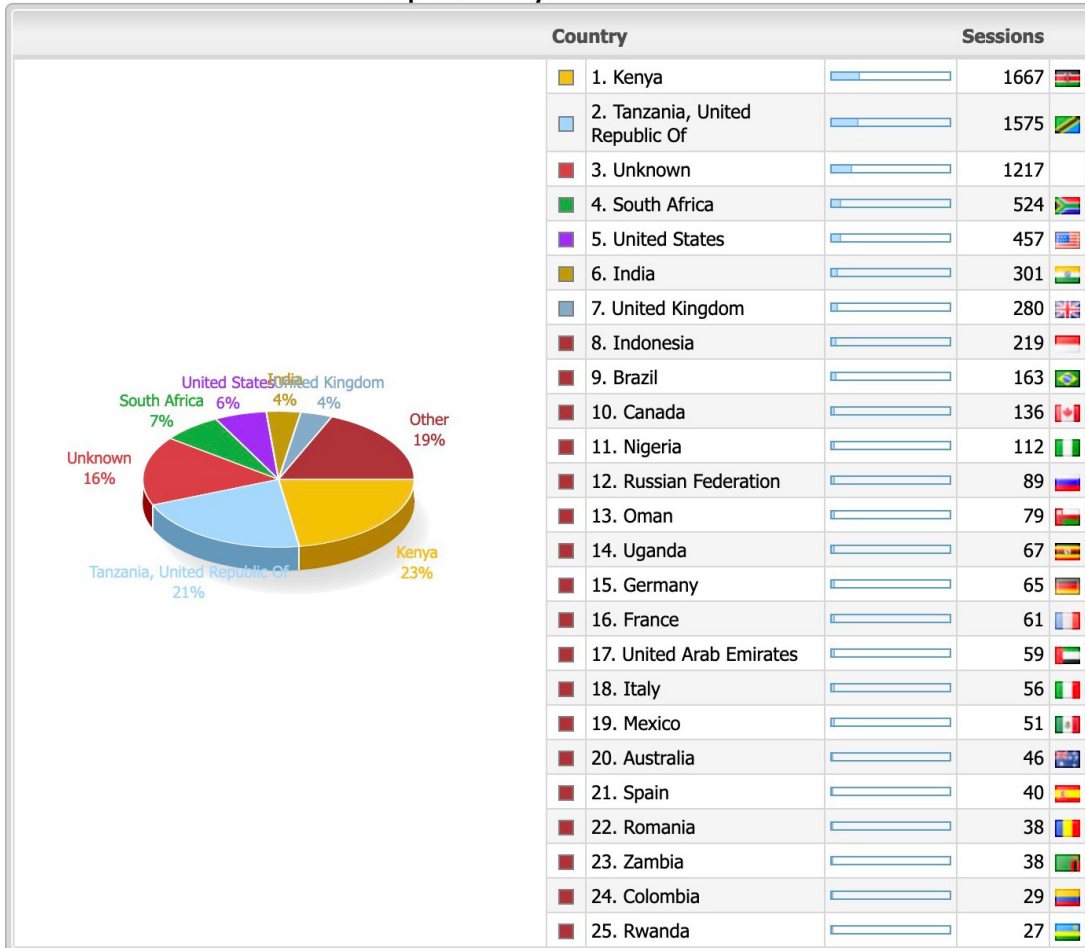 Country Sessions
1. Kenya 1667
2. Tanzania, United
Republic Of 1575
3. Unknown 1217
4. South Africa 524
5. United States 457
6. India 301
7. United Kingdom 280
8. Indonesia 219
9. Brazil 163
10. Canada 136
11. Nigeria 112
12. Russian Federation 89
13. Oman 79
14. Uganda 67
15. Germany 65
16. France 61
17. United Arab Emirates 59
18. Italy 56
19. Mexico 51
20. Australia 46
21. Spain 40
22. Romania 38
23. Zambia 38
24. Colombia 29
25. Rwanda 27
United States
6%
India
4%
United Kingdom
4%
South Africa
7%
Other
19%
Unknown
16%
Kenya
23%
Tanzania, United Republic Of
21%